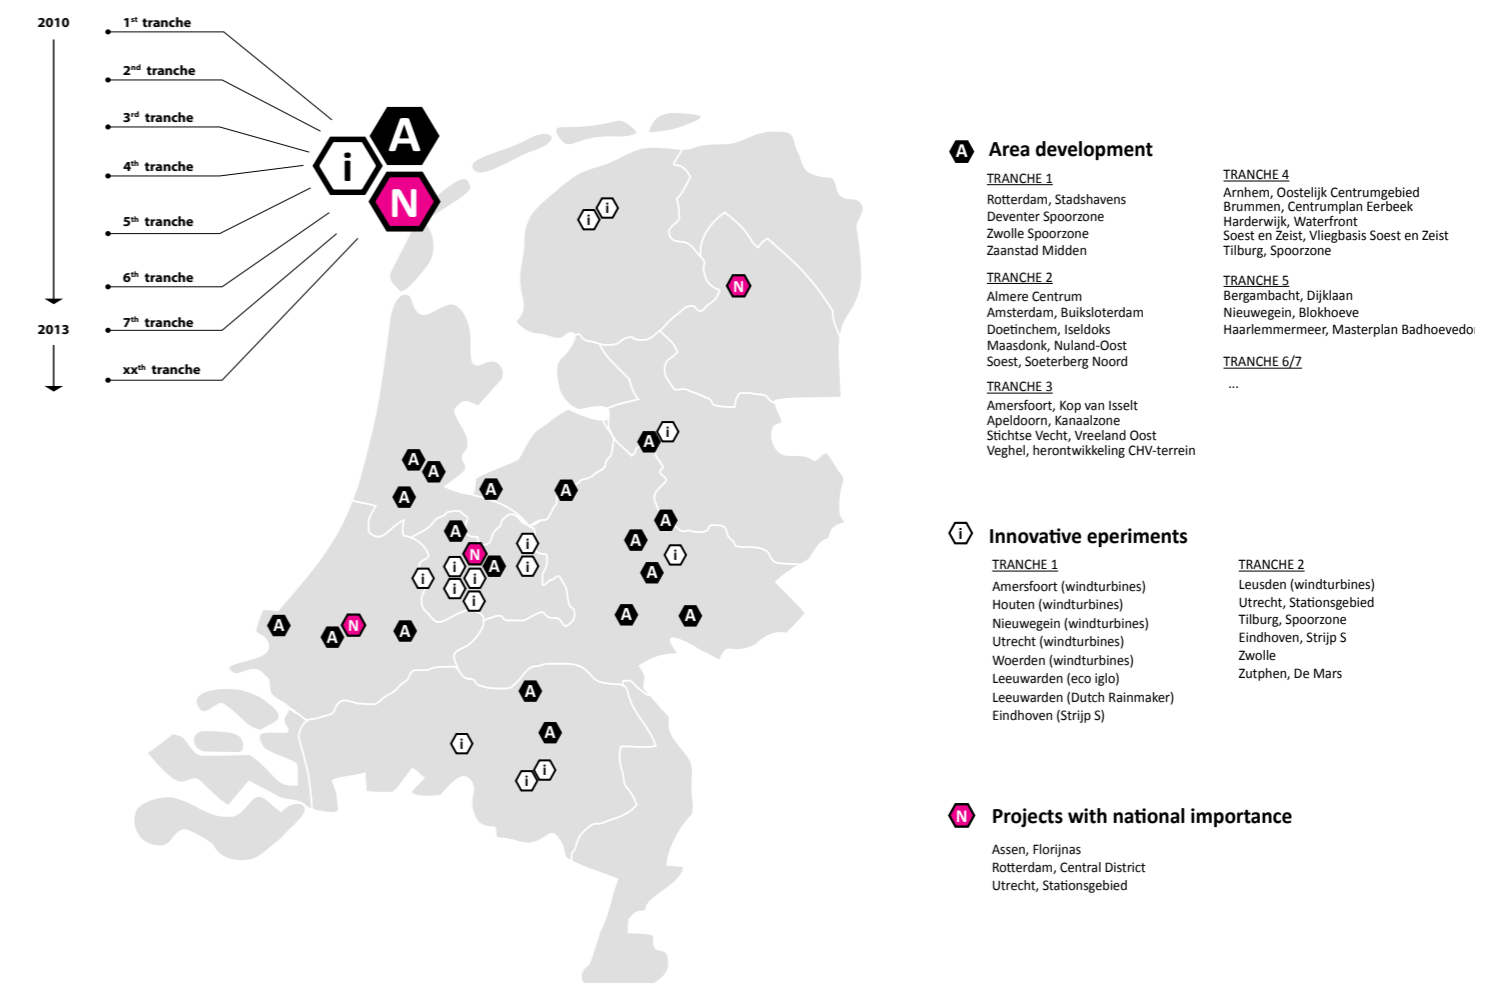 2010
1st tranche
2nd tranche
3rd tranche
4th tranche
5th tranche
6th tranche
2013
7th tranche
xxth tranche
A
i
N
i
i
N
A
i
A
A
A
A
A
A
A
A
N
A
i
i
i
i
i
i
i
i
A
i
A
A
A
A
A
N
A
A
A
i
i
i
A Area development
TRANCHE 1
Rotterdam, Stadshavens
Deventer Spoorzone
Zwolle Spoorzone
Zaanstad Midden
TRANCHE 2
Almere Centrum
Amsterdam, Buiksloterdam
Doetinchem, Iseldoks
Maasdonk, Nuland-Oost
Soest, Soeterberg Noord
TRANCHE 3
Amersfoort, Kop van Isselt
Apeldoorn, Kanaalzone
Stichtse Vecht, Vreeland Oost
Veghel, herontwikkeling CHV-terrein
TRANCHE 4
Arnhem, Oostelijk Centrumgebied
Brummen, Centrumplan Eerbeek
Harderwijk, Waterfront
Soest en Zeist, Vliegbasis Soest en Zeist
Tilburg, Spoorzone
TRANCHE 5
Bergambacht, Dijklaan
Nieuwegein, Blokhoeve
Haarlemmermeer, Masterplan Badhoevedo
TRANCHE 6/7
...
i Innovative eperiments
TRANCHE 1
Amersfoort (windturbines)
Houten (windturbines)
Nieuwegein (windturbines)
Utrecht (windturbines)
Woerden (windturbines)
Leeuwarden (eco iglo)
Leeuwarden (Dutch Rainmaker)
Eindhoven (Strijp S)
TRANCHE 2
Leusden (windturbines)
Utrecht, Stationsgebied
Tilburg, Spoorzone
Eindhoven, Strijp S
Zwolle
Zutphen, De Mars
N Projects with national importance
Assen, Florijnas
Rotterdam, Central District
Utrecht, Stationsgebied